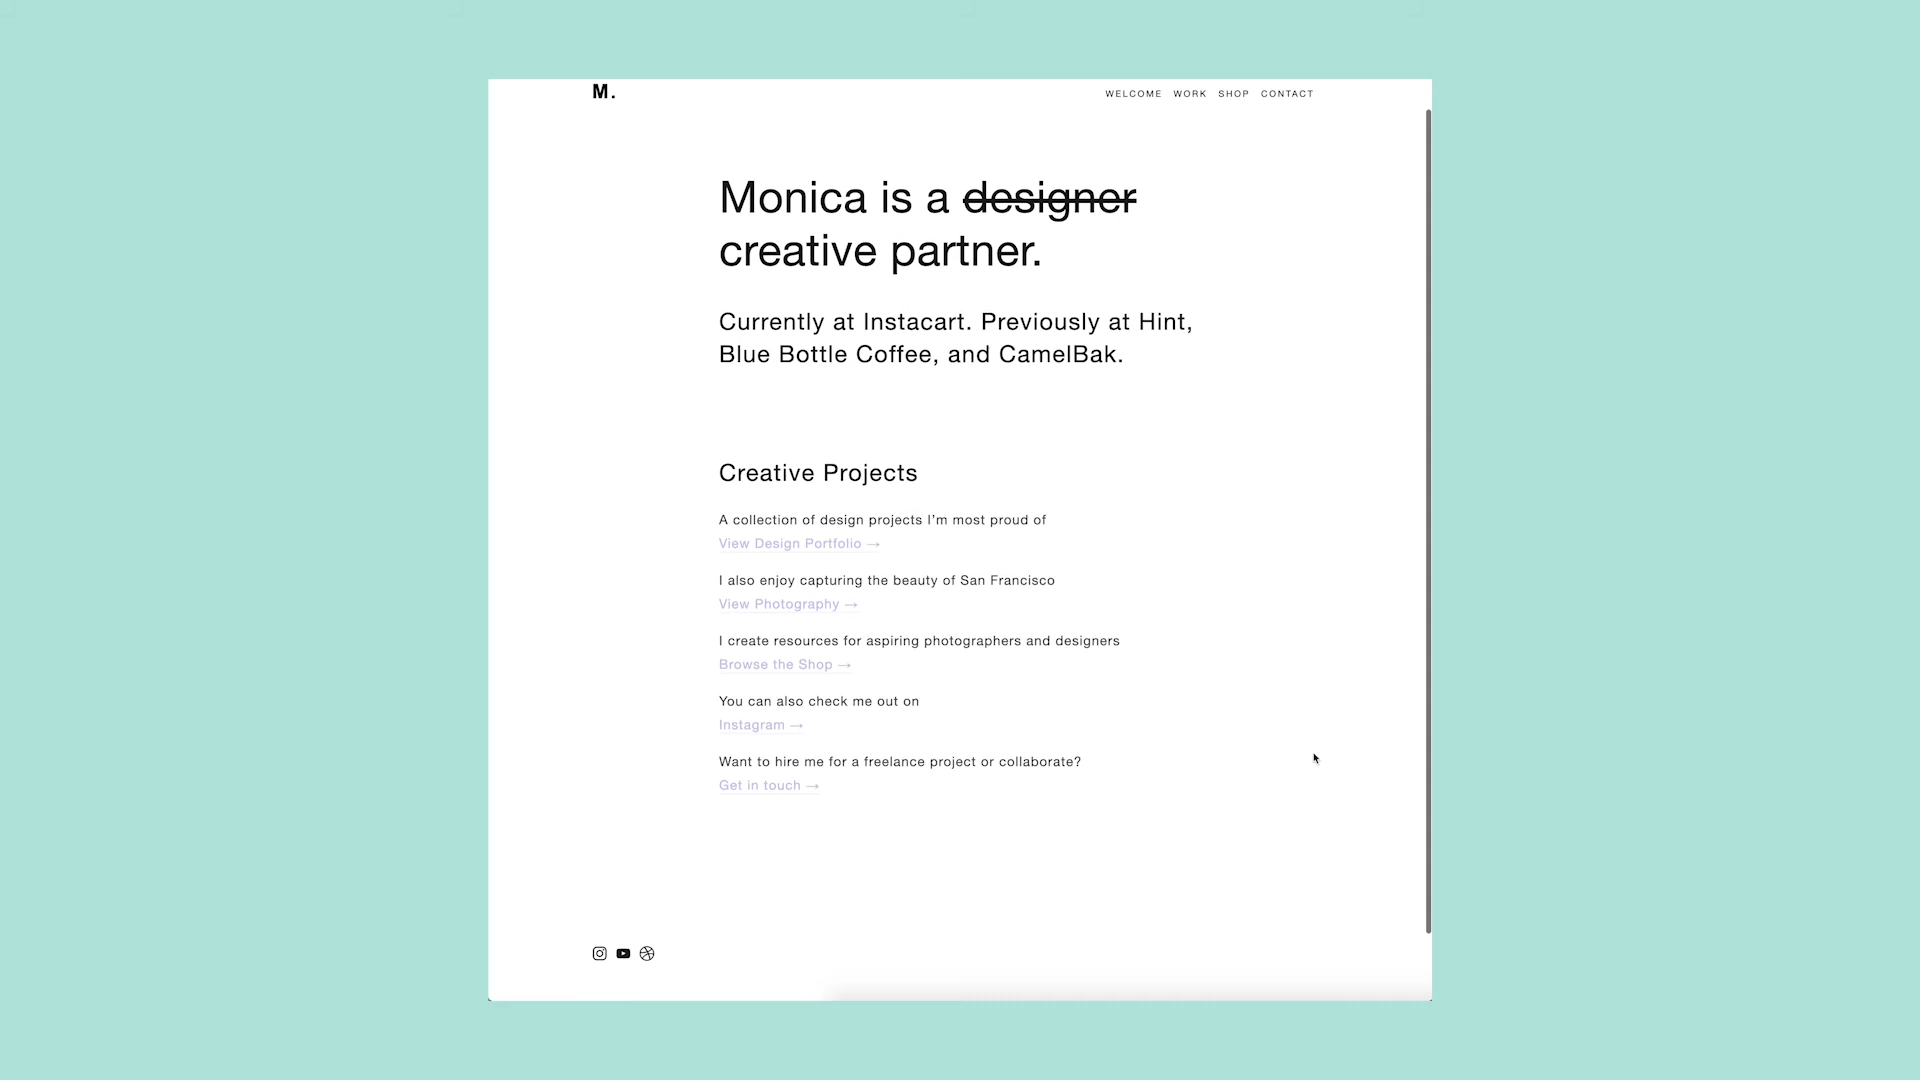 M.
WELCOME WORK SHOP CONTACT
Monica is a designer
creative partner.
Currently at Instacart. Previously at Hint,
Blue Bottle Coffee, and CamelBak.
Creative Projects
A collection of design projects I'm most proud of
View Design Portfolio →
I also enjoy capturing the beauty of San Francisco
View Photography →
I create resources for aspiring photographers and designers
Browse the Shop →
You can also check me out on
Instagram →
Want to hire me for a freelance project or collaborate?
Get in touch →